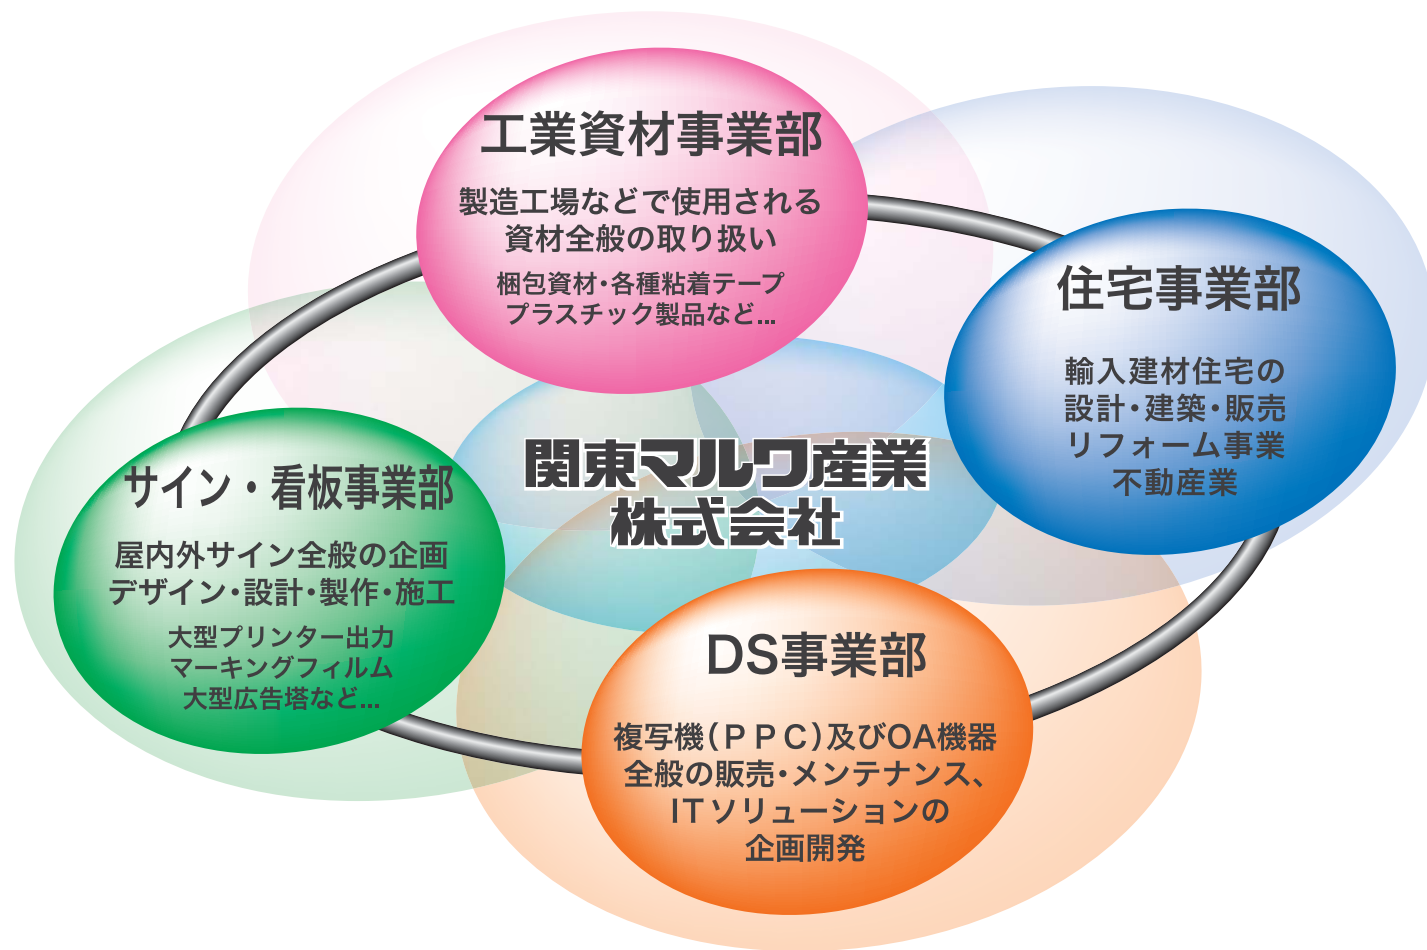 工業資材事業部
製造工場などで使用される
資材全般の取り扱い
梱包資材・各種粘着テープ
プラスチック製品など...
住宅事業部
輸入建材住宅の
設計・建築・販売
リフォーム事業
不動産業
関東マルワ産業
株式会社
サイン・看板事業部
屋内外サイン全般の企画
デザイン・設計・製作・施工
大型プリンター出力
マーキングフィルム
大型広告塔など...
DS事業部
複写機(ＰＰＣ)及びOA機器
全般の販売・メンテナンス、
ITソリューションの
企画開発